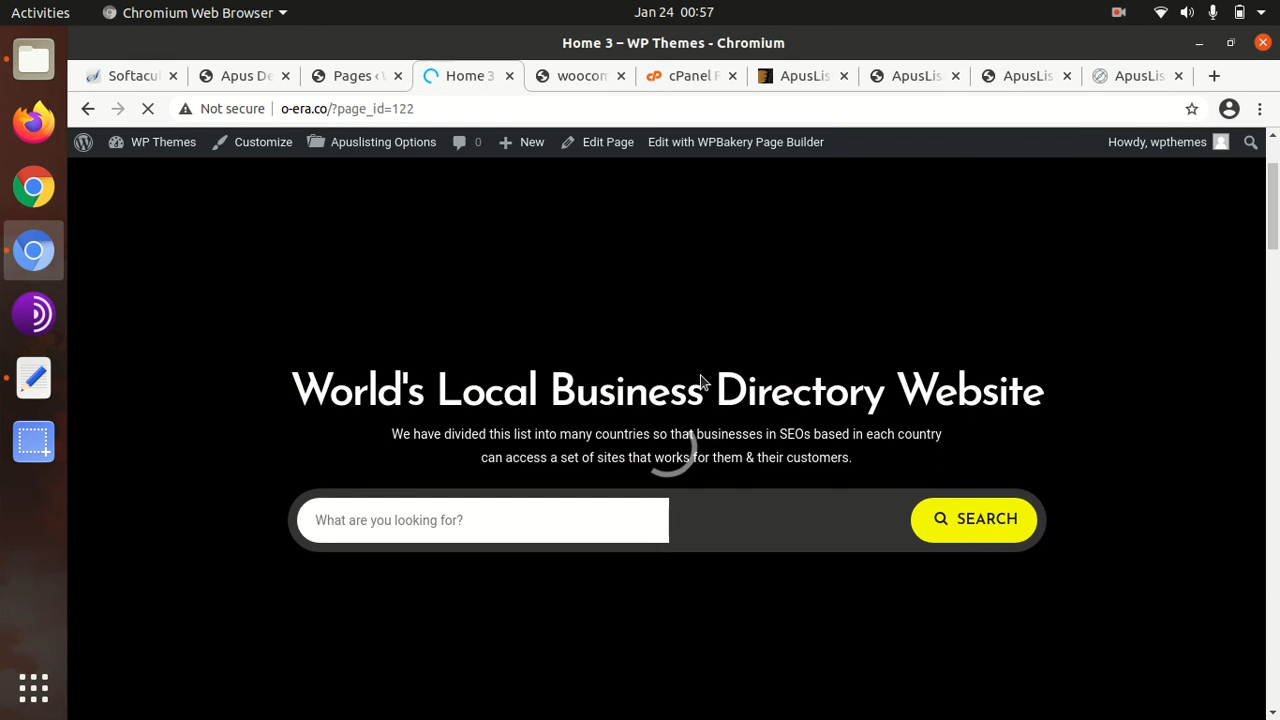 Activities
Chromium Web Browser
Jan 24 00:57
Home 3 – WP Themes - Chromium
Softacul
Apus De
Pages ‹ W
Home 3
woocom
cPanel F
ApusLis
ApusLis
ApusLis
ApusLis
Not secure
o-era.co/?page_id=122
WP Themes
Customize
Apuslisting Options
0
New
Edit Page
Edit with WPBakery Page Builder
Howdy, wpthemes
World's Local Business Directory Website
We have divided this list into many countries so that businesses in SEOs based in each country
can access a set of sites that works for them & their customers.
What are you looking for?
SEARCH